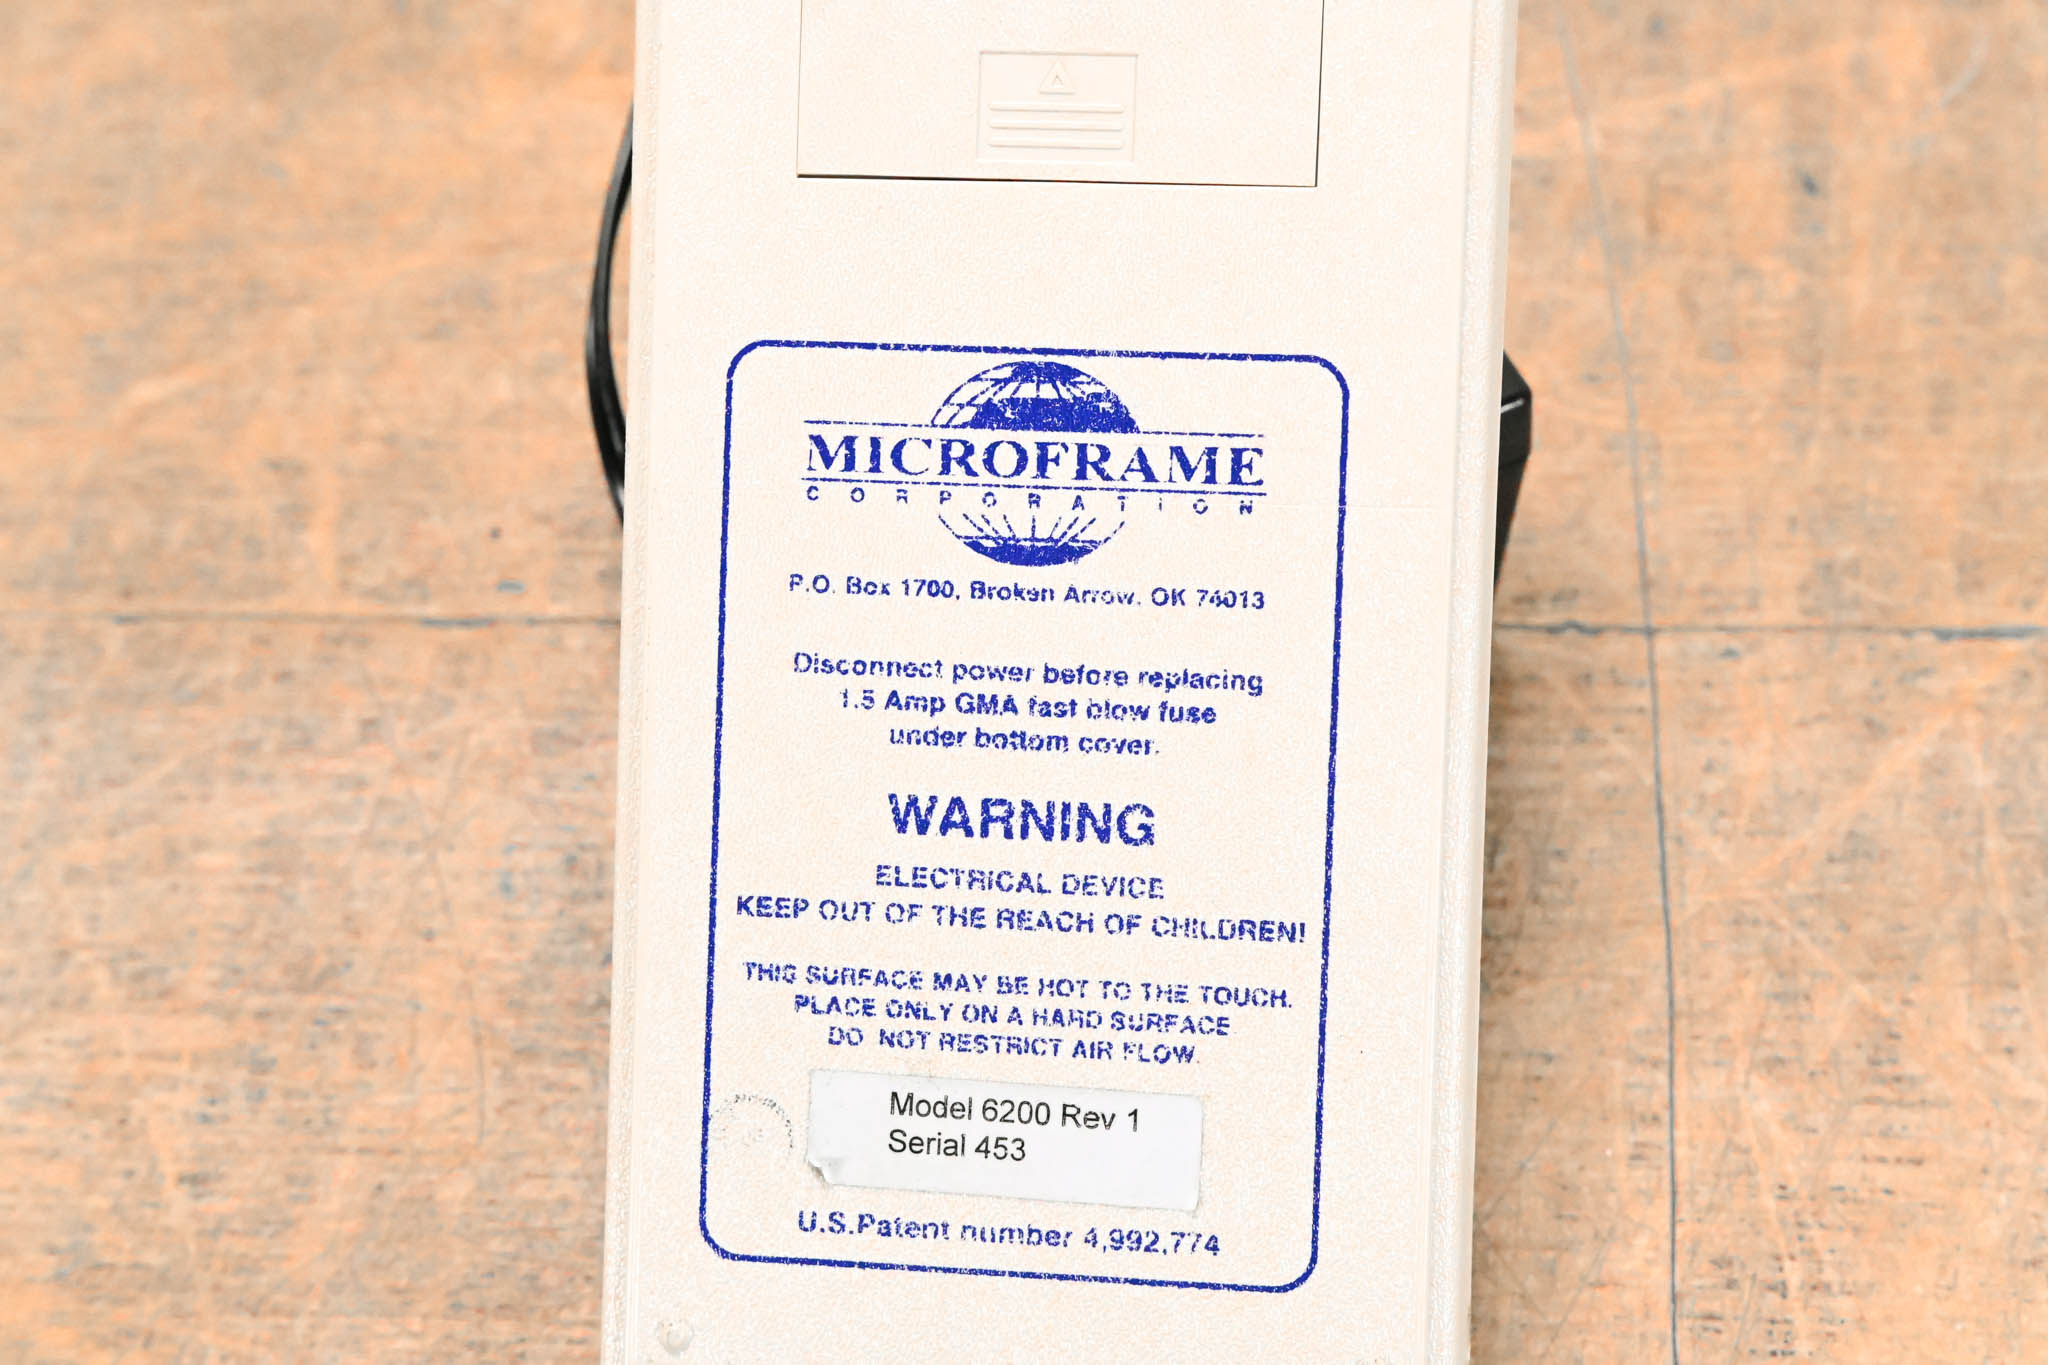 MICROFRAME
CORPORATION
P.O. Box 1700, Broken Arrow, OK 74013
Disconnect power before replacing
1.5 Amp GMA fast blow fuse
under bottom cover.
WARNING
ELECTRICAL DEVICE
KEEP OUT OF THE REACH OF CHILDREN!
THIS SURFACE MAY BE HOT TO THE TOUCH.
PLACE ONLY ON A HARD SURFACE
DO NOT RESTRICT AIR FLOW.
Model 6200 Rev 1
Serial 453
U.S.Patent number 4,992,774